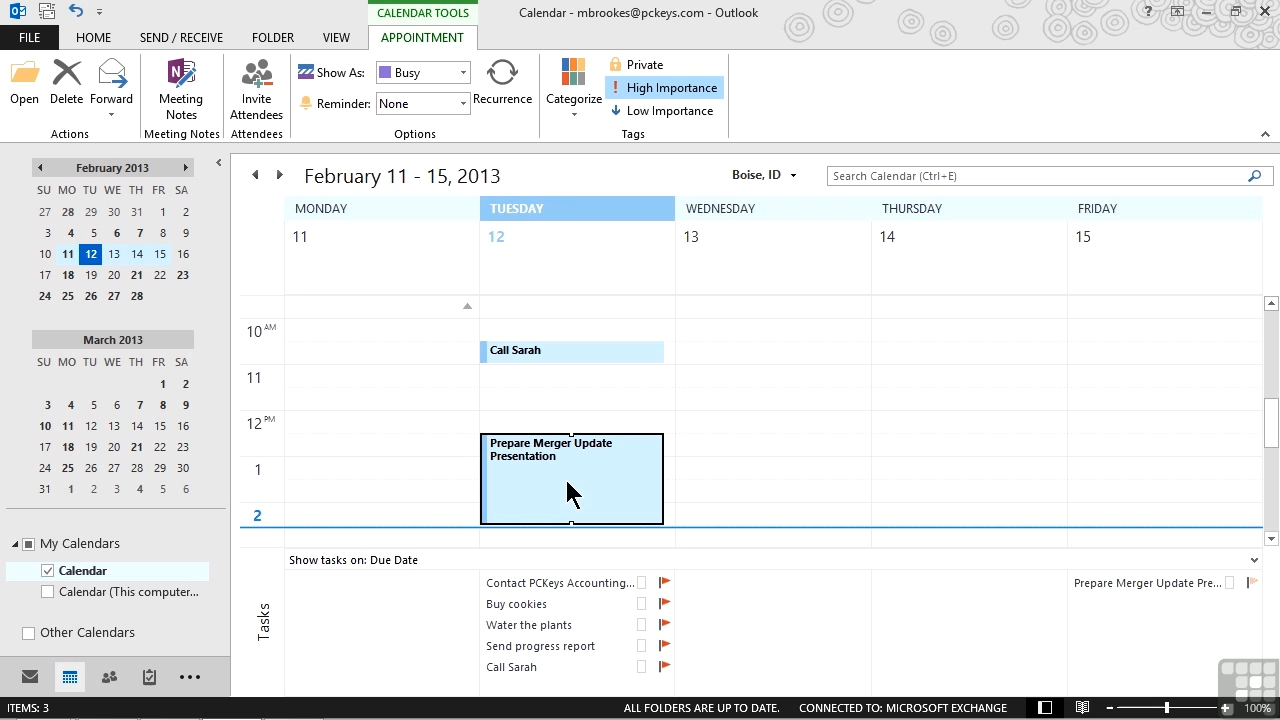 CALENDAR TOOLS
Calendar - mbrookes@pckeys.com - Outlook
?
FILE HOME SEND / RECEIVE FOLDER VIEW APPOINTMENT
Open
Delete
Forward
Actions
Meeting
Notes
Meeting Notes
Invite
Attendees
Attendees
Show As: Busy
Reminder: None
Recurrence
Options
Categorize
Private
High Importance
Low Importance
Tags
February 2013
SU MO TU WE TH FR SA
27 28 29 30 31 1 2
3 4 5 6 7 8 9
10 11 12 13 14 15 16
17 18 19 20 21 22 23
24 25 26 27 28
March 2013
SU MO TU WE TH FR SA
1 2
3 4 5 6 7 8 9
10 11 12 13 14 15 16
17 18 19 20 21 22 23
24 25 26 27 28 29 30
31 1 2 3 4 5 6
My Calendars
Calendar
Calendar (This computer...
Other Calendars
February 11 - 15, 2013
Boise, ID
Search Calendar (Ctrl+E)
MONDAY TUESDAY WEDNESDAY THURSDAY FRIDAY
11 12 13 14 15
10 AM
Call Sarah
11
12 PM
Prepare Merger Update
Presentation
1
2
Show tasks on: Due Date
Tasks
Contact PCKeys Accounting...
Buy cookies
Water the plants
Send progress report
Call Sarah
Prepare Merger Update Pre...
ITEMS: 3
ALL FOLDERS ARE UP TO DATE.
CONNECTED TO: MICROSOFT EXCHANGE
100%